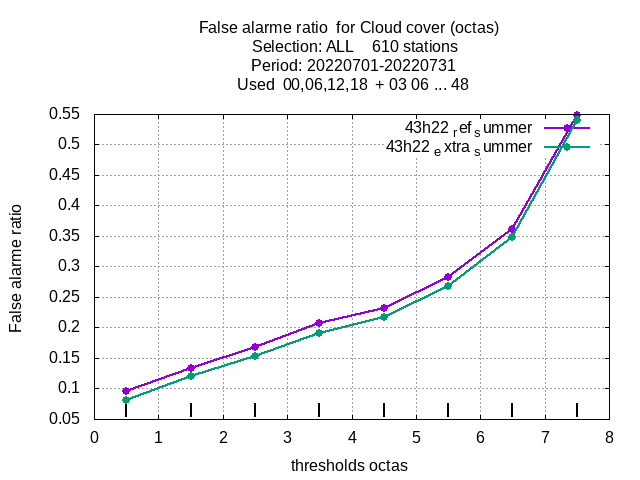 False alarme ratio  for Cloud cover (octas)
Selection: ALL    610 stations
Period: 20220701-20220731
Used  00,06,12,18  + 03 06 ... 48
43h22 ref summer
43h22 extra summer
False alarme ratio
0.55
0.5
0.45
0.4
0.35
0.3
0.25
0.2
0.15
0.1
0.05
0 1 2 3 4 5 6 7 8
thresholds octas